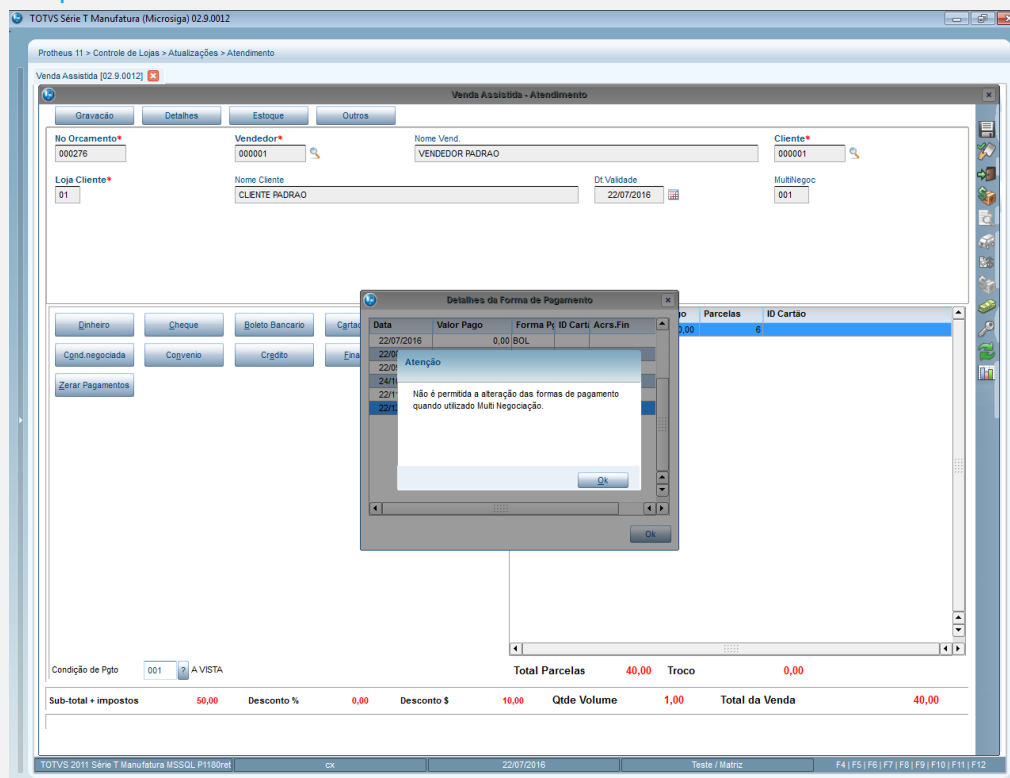 TOTVS Série T Manufatura (Microsiga) 02.9.0012
Protheus 11 > Controle de Lojas > Atualizações > Atendimento
Venda Assistida [02.9.0012]
Venda Assistida - Atendimento
Gravacão Detalhes Estoque Outros
No Orcamento* Vendedor* Nome Vend. Cliente*
000276 000001 VENDEDOR PADRAO 000001
Loja Cliente* Nome Cliente Dt.Validade MultiNegoc
01 CLIENTE PADRAO 22/07/2016 001
Detalhes da Forma de Pagamento
Parcelas ID Cartão
6
Dinheiro Cheque Boleto Bancario
Data Valor Pago Forma Pg ID Carta Acrs.Fin
22/07/2016 0,00 BOL
Cond.negociada Convenio Credito
Zerar Pagamentos
Atenção
Não é permitida a alteração das formas de pagamento
quando utilizado Multi Negociação.
Ok
Ok
Condição de Pgto 001 ? A VISTA
Total Parcelas 40,00 Troco 0,00
Sub-total + impostos 50,00 Desconto % 0,00 Desconto $ 10,00 Qtde Volume 1,00 Total da Venda 40,00
TOTVS 2011 Série T Manufatura MSSQL P1180ret cx 22/07/2016 Teste / Matriz F4 | F5 | F6 | F7 | F8 | F9 | F10 | F11 | F12